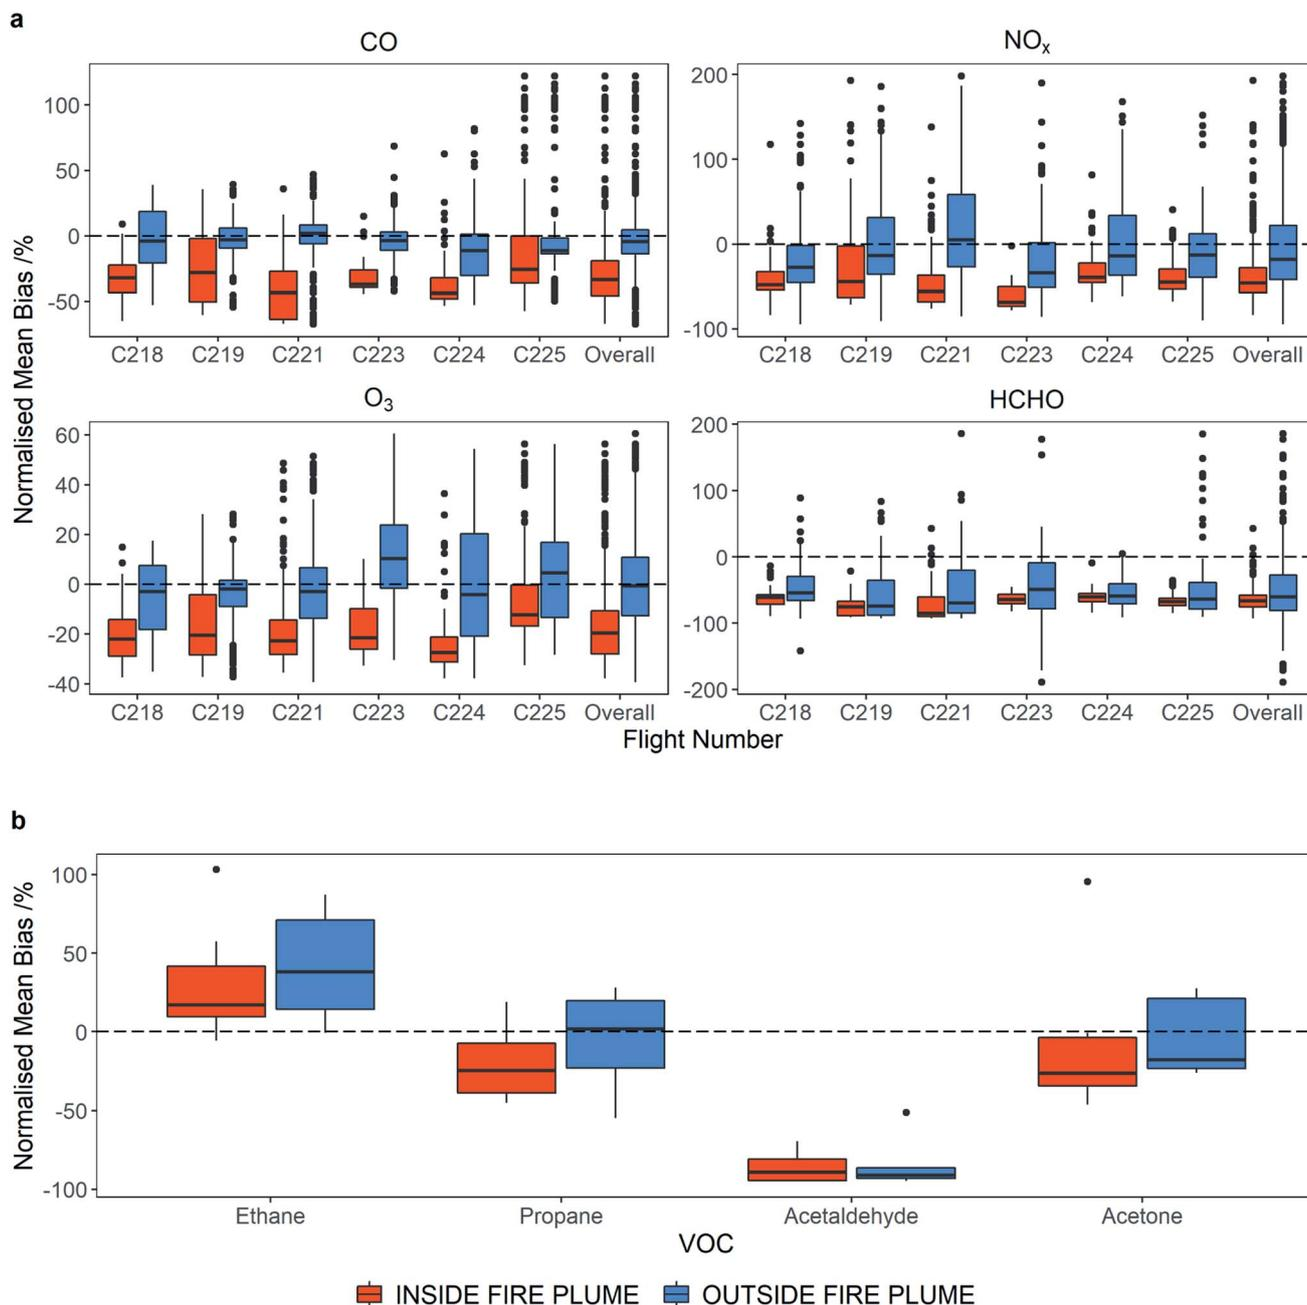 a
CO
NOx
Normalised Mean Bias /%
100
50
0
-50
200
100
0
-100
C218 C219 C221 C223 C224 C225 Overall
C218 C219 C221 C223 C224 C225 Overall
O3
HCHO
60
40
20
0
-20
-40
200
100
0
-100
-200
C218 C219 C221 C223 C224 C225 Overall
C218 C219 C221 C223 C224 C225 Overall
Flight Number
b
Normalised Mean Bias /%
100
50
0
-50
-100
Ethane Propane Acetaldehyde Acetone
VOC
INSIDE FIRE PLUME OUTSIDE FIRE PLUME